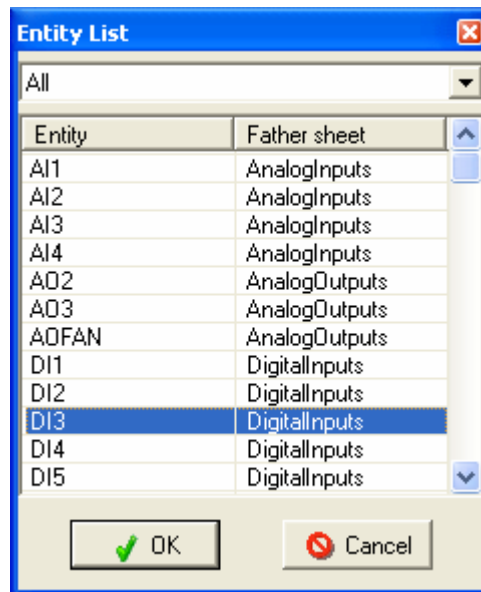 Entity List
All
Entity Father sheet
AI1 AnalogInputs
AI2 AnalogInputs
AI3 AnalogInputs
AI4 AnalogInputs
AO2 AnalogOutputs
AO3 AnalogOutputs
AOFAN AnalogOutputs
DI1 DigitalInputs
DI2 DigitalInputs
DI3 DigitalInputs
DI4 DigitalInputs
DI5 DigitalInputs
OK Cancel